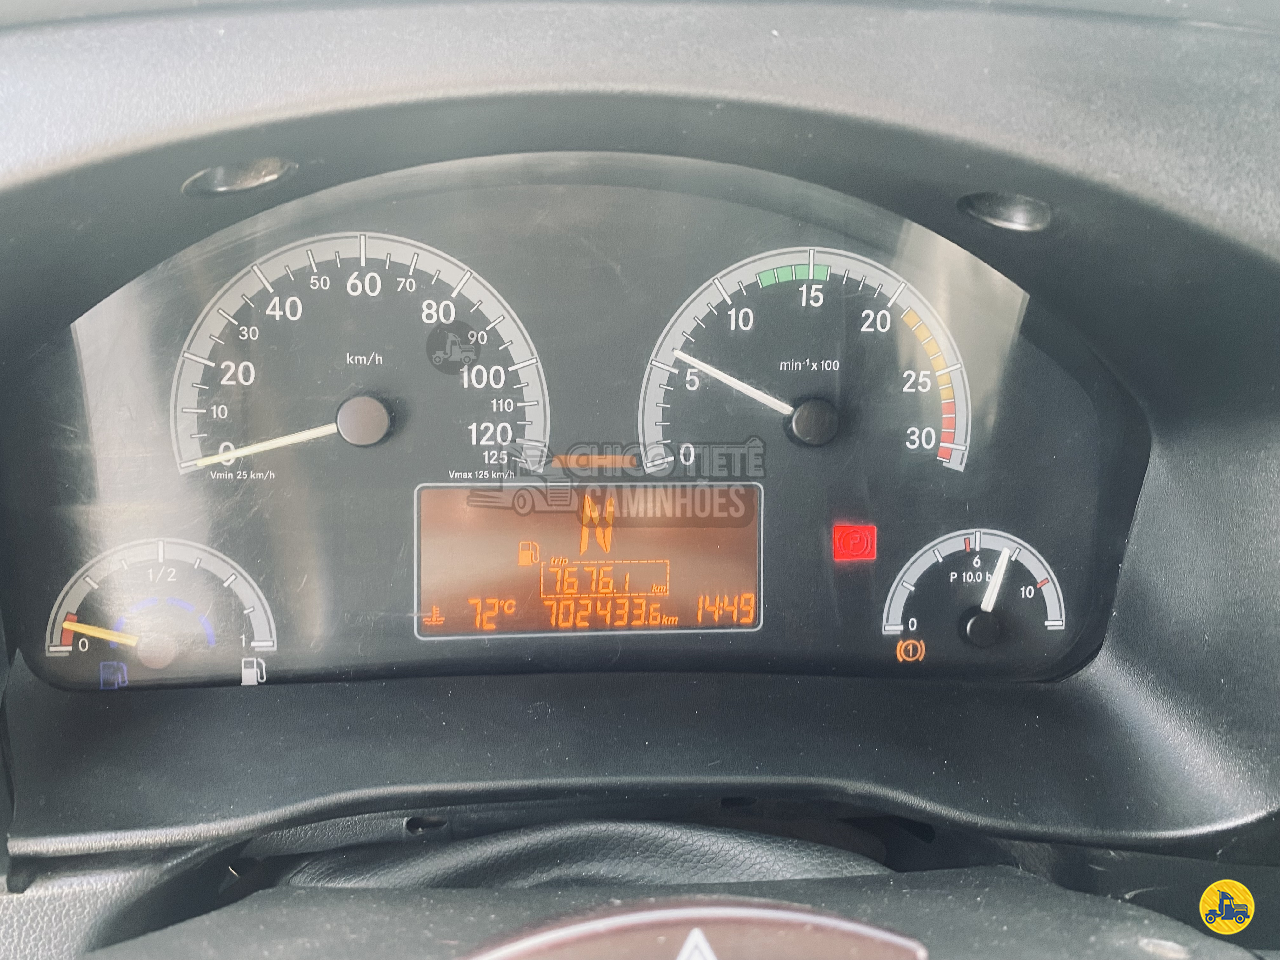 10 20 30 40 50 60 70 80 90 100 110 120 125
0
km/h
Vmin 25 km/h
Vmax 125 km/h
0 5 10 15 20 25 30
min⁻¹x100
CHICO TIETÊ
CAMINHÕES
N
trip
7676.1 km
72°C 702433.6 km 14:49
0 1/2 1
P
0 6 10
P 10.0 b
1